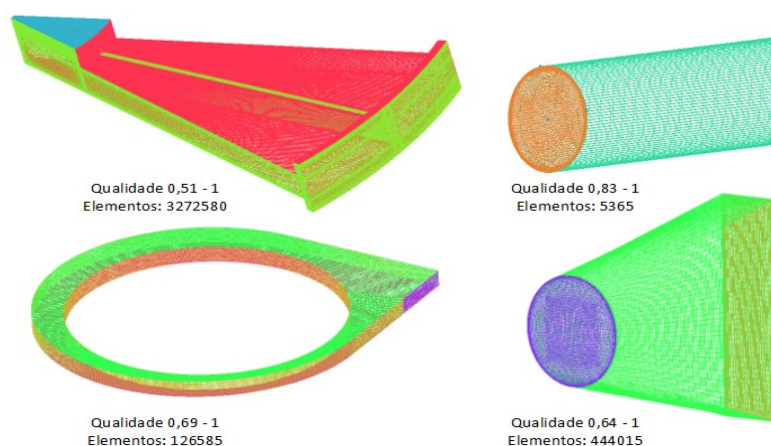 Qualidade 0,51 - 1
Elementos: 3272580
Qualidade 0,83 - 1
Elementos: 5365
Qualidade 0,69 - 1
Elementos: 126585
Qualidade 0,64 - 1
Elementos: 444015